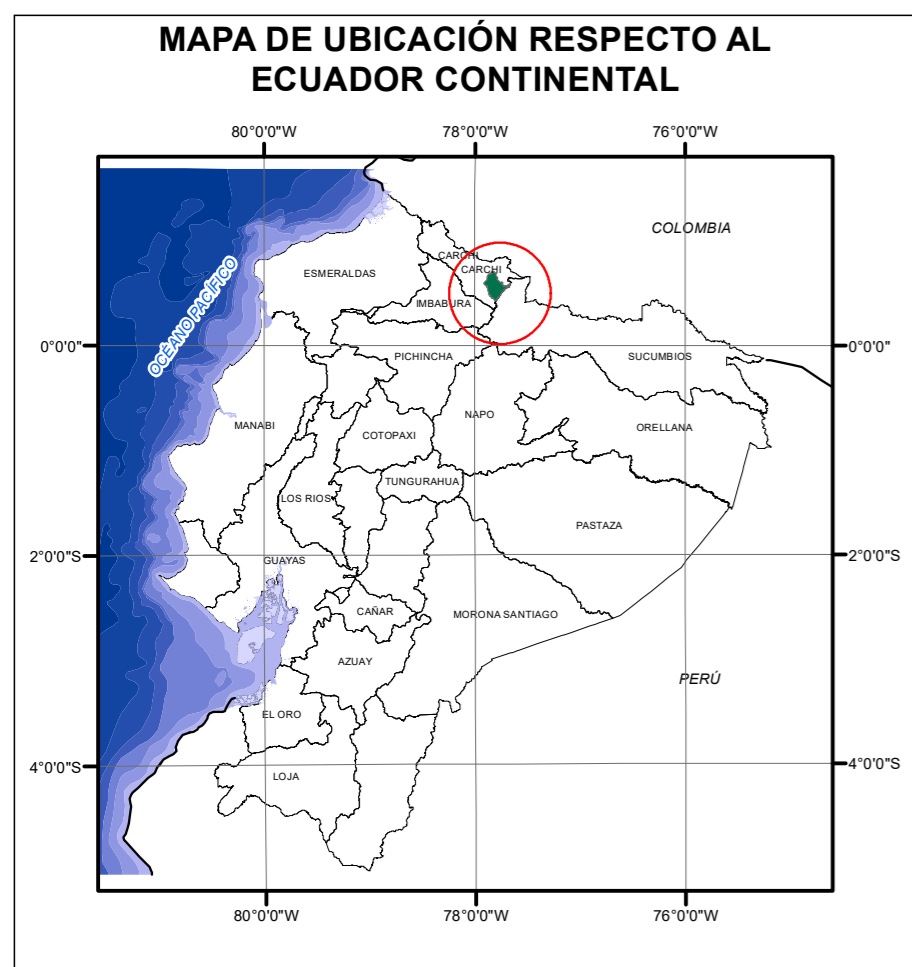 MAPA DE UBICACIÓN RESPECTO AL
ECUADOR CONTINENTAL
80°0'0"W
78°0'0"W
76°0'0"W
COLOMBIA
CARCHI
CARCHI
ESMERALDAS
IMBABURA
OCÉANO PACÍFICO
0°0'0"
0°0'0"
PICHINCHA
SUCUMBIOS
NAPO
MANABI
ORELLANA
COTOPAXI
TUNGURAHUA
LOS RIOS
PASTAZA
2°0'0"S
2°0'0"S
GUAYAS
CAÑAR
MORONA SANTIAGO
AZUAY
PERÚ
EL ORO
4°0'0"S
4°0'0"S
LOJA
80°0'0"W
78°0'0"W
76°0'0"W